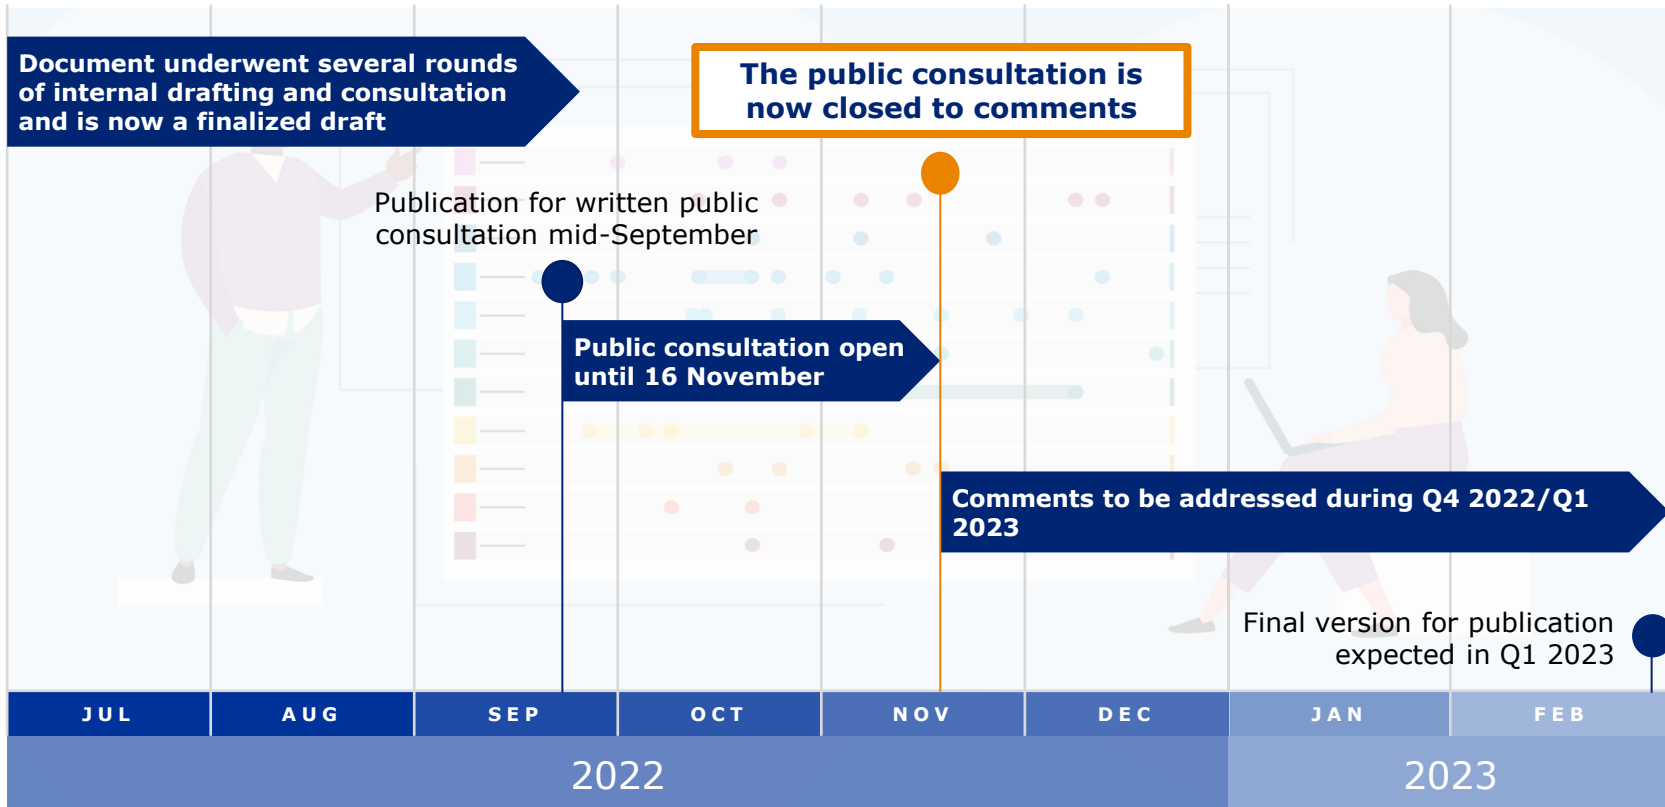 Document underwent several rounds
of internal drafting and consultation
and is now a finalized draft
The public consultation is
now closed to comments
Publication for written public
consultation mid-September
Public consultation open
until 16 November
Comments to be addressed during Q4 2022/Q1
2023
Final version for publication
expected in Q1 2023
JUL AUG SEP OCT NOV DEC JAN FEB
2022 2023